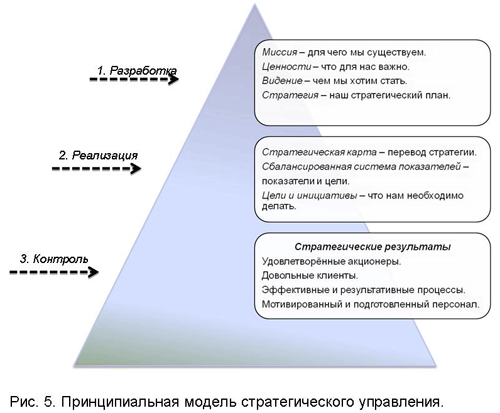 1. Разработка
Миссия – для чего мы существуем.
Ценности – что для нас важно.
Видение – чем мы хотим стать.
Стратегия – наш стратегический план.
2. Реализация
Стратегическая карта – перевод стратегии.
Сбалансированная система показателей –
показатели и цели.
Цели и инициативы – что нам необходимо
делать.
3. Контроль
Стратегические результаты
Удовлетворённые акционеры.
Довольные клиенты.
Эффективные и результативные процессы.
Мотивированный и подготовленный персонал.
Рис. 5. Принципиальная модель стратегического управления.